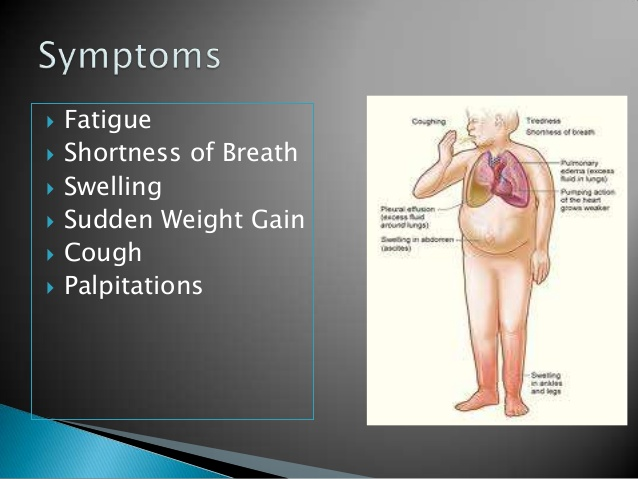 Symptoms
Fatigue
Shortness of Breath
Swelling
Sudden Weight Gain
Cough
Palpitations
Coughing
Tiredness
Shortness of breath
Pulmonary
edema (excess
fluid in lungs)
Pumping action
of the heart
grows weaker
Pleural effusion
(excess fluid
around lungs)
Swelling in abdomen
(ascites)
Swelling
in ankles
and legs